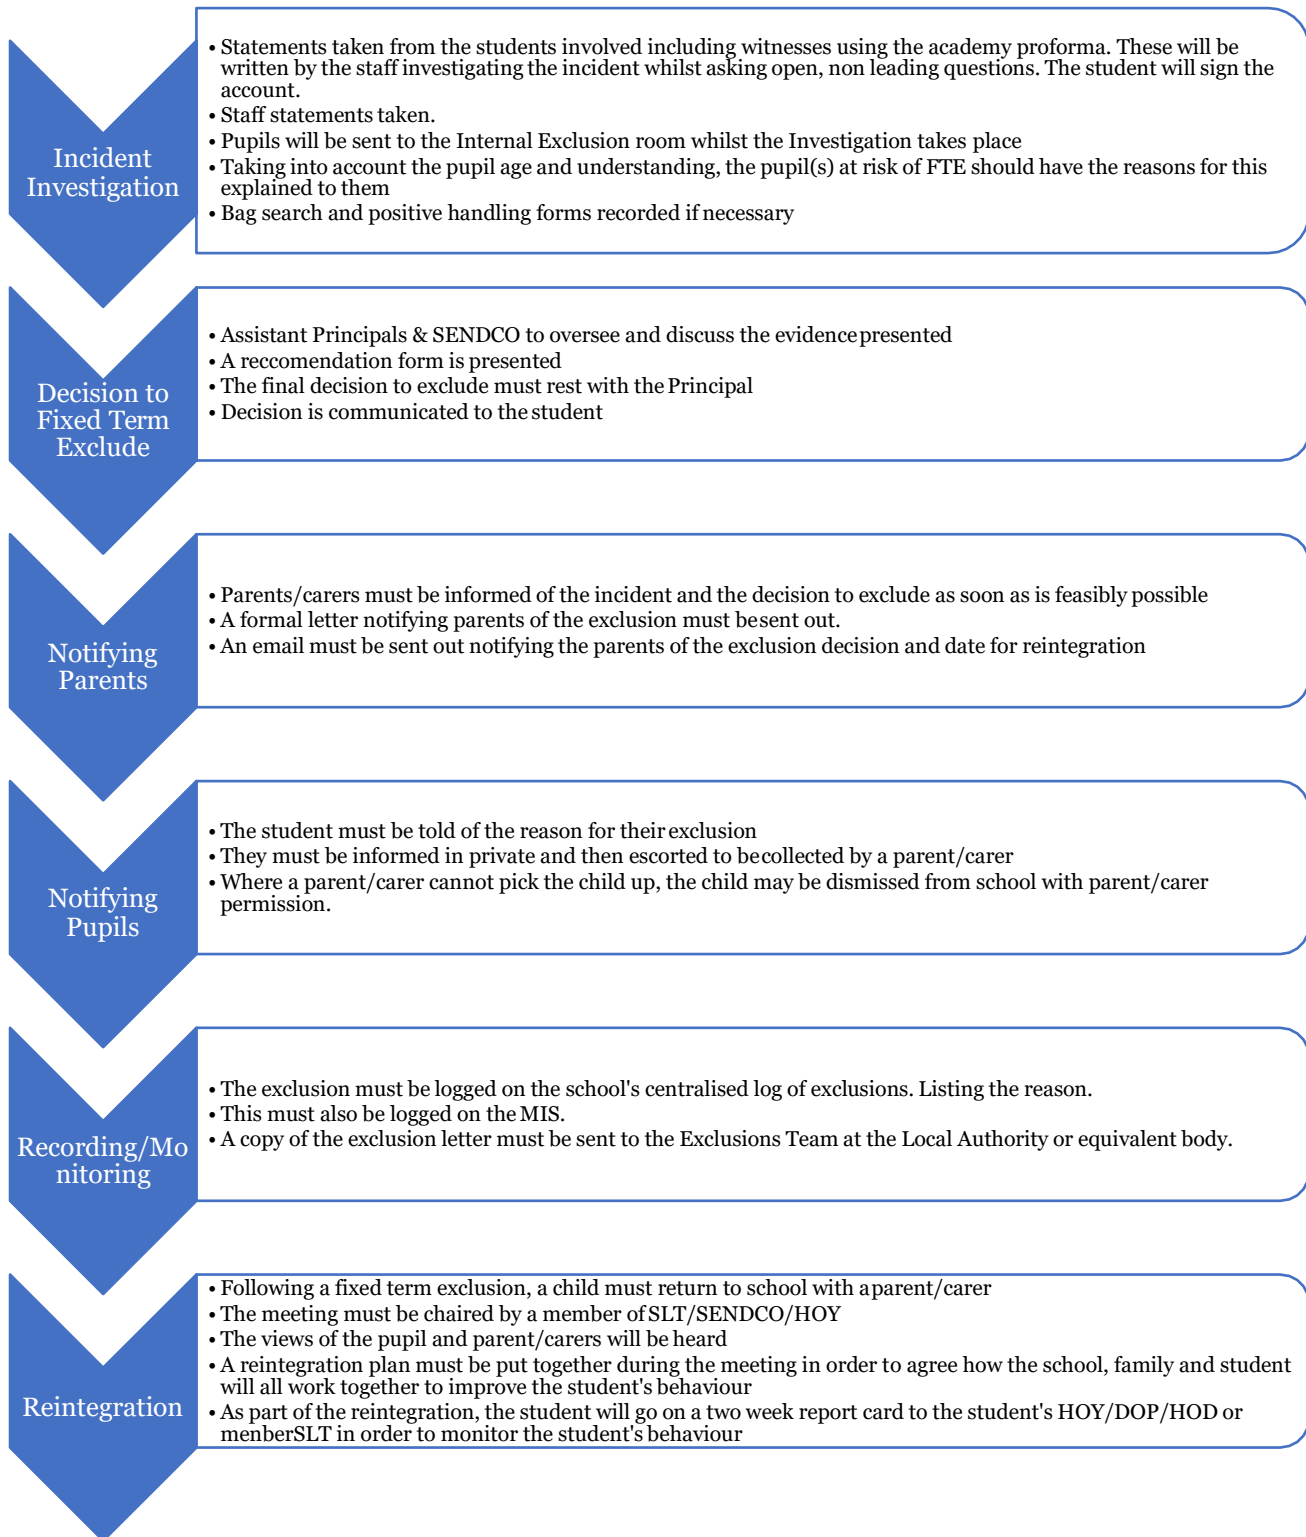 Incident
Investigation
• Statements taken from the students involved including witnesses using the academy proforma. These will be
written by the staff investigating the incident whilst asking open, non leading questions. The student will sign the
account.
• Staff statements taken.
• Pupils will be sent to the Internal Exclusion room whilst the Investigation takes place
• Taking into account the pupil age and understanding, the pupil(s) at risk of FTE should have the reasons for this
explained to them
• Bag search and positive handling forms recorded if necessary
Decision to
Fixed Term
Exclude
• Assistant Principals & SENDCO to oversee and discuss the evidence presented
• A reccomendation form is presented
• The final decision to exclude must rest with the Principal
• Decision is communicated to the student
Notifying
Parents
• Parents/carers must be informed of the incident and the decision to exclude as soon as is feasibly possible
• A formal letter notifying parents of the exclusion must besent out.
• An email must be sent out notifying the parents of the exclusion decision and date for reintegration
Notifying
Pupils
• The student must be told of the reason for their exclusion
• They must be informed in private and then escorted to becollected by a parent/carer
• Where a parent/carer cannot pick the child up, the child may be dismissed from school with parent/carer
permission.
Recording/Mo
nitoring
• The exclusion must be logged on the school's centralised log of exclusions. Listing the reason.
• This must also be logged on the MIS.
• A copy of the exclusion letter must be sent to the Exclusions Team at the Local Authority or equivalent body.
Reintegration
• Following a fixed term exclusion, a child must return to school with aparent/carer
• The meeting must be chaired by a member of SLT/SENDCO/HOY
• The views of the pupil and parent/carers will be heard
• A reintegration plan must be put together during the meeting in order to agree how the school, family and student
will all work together to improve the student's behaviour
• As part of the reintegration, the student will go on a two week report card to the student's HOY/DOP/HOD or
menberSLT in order to monitor the student's behaviour